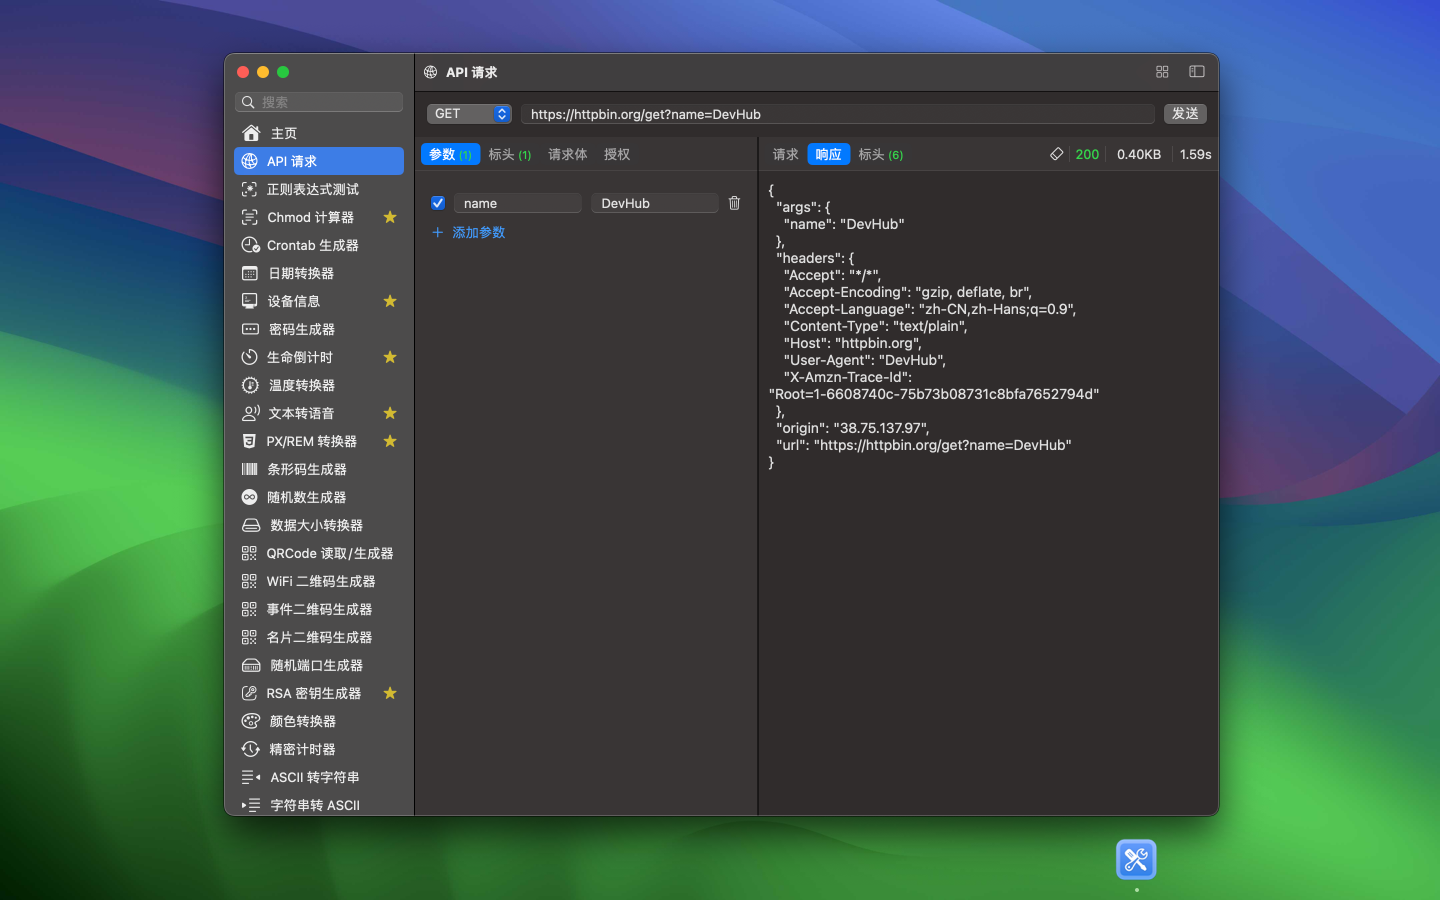 搜索
主页
API 请求
正则表达式测试
Chmod 计算器
Crontab 生成器
日期转换器
设备信息
密码生成器
生命倒计时
温度转换器
文本转语音
PX/REM 转换器
条形码生成器
随机数生成器
数据大小转换器
QRCode 读取/生成器
WiFi 二维码生成器
事件二维码生成器
名片二维码生成器
随机端口生成器
RSA 密钥生成器
颜色转换器
精密计时器
ASCII 转字符串
字符串转 ASCII
API 请求
GET https://httpbin.org/get?name=DevHub 发送
参数 (1) 标头 (1) 请求体 授权
name DevHub
添加参数
请求 响应 标头 (6) 200 0.40KB 1.59s
{
"args": {
"name": "DevHub"
},
"headers": {
"Accept": "*/*",
"Accept-Encoding": "gzip, deflate, br",
"Accept-Language": "zh-CN,zh-Hans;q=0.9",
"Content-Type": "text/plain",
"Host": "httpbin.org",
"User-Agent": "DevHub",
"X-Amzn-Trace-Id":
"Root=1-6608740c-75b73b08731c8bfa7652794d"
},
"origin": "38.75.137.97",
"url": "https://httpbin.org/get?name=DevHub"
}